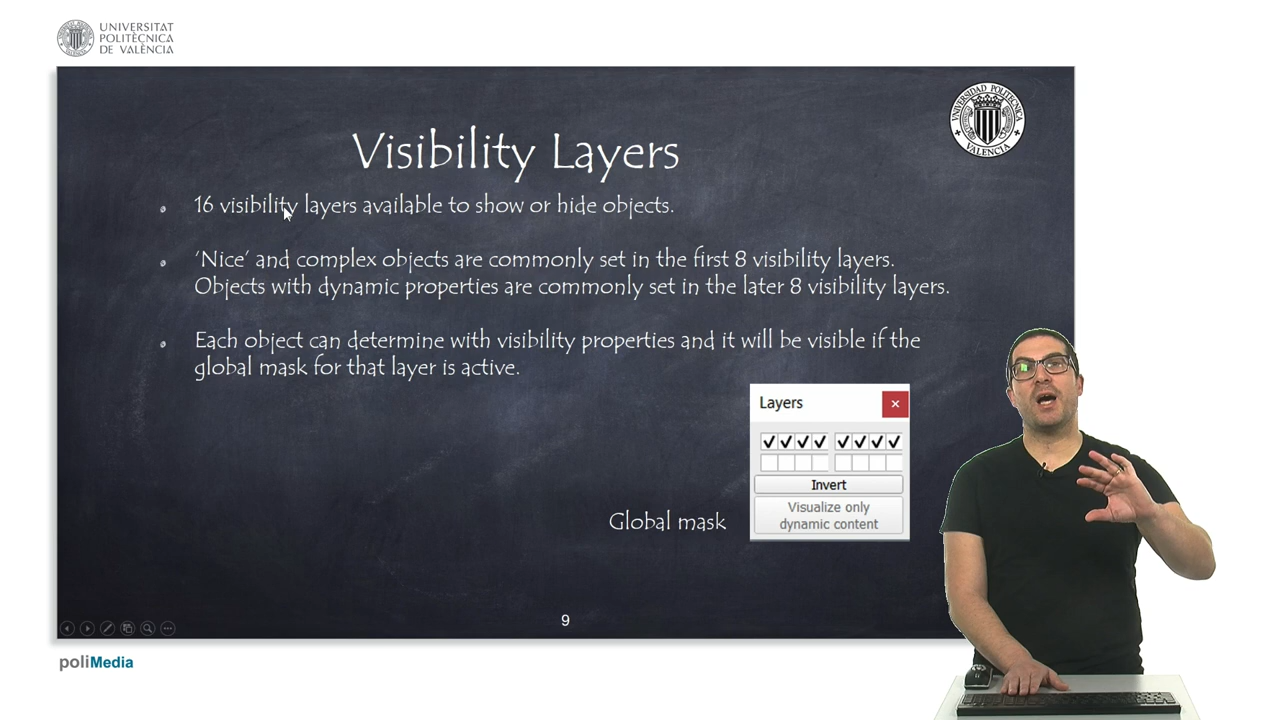 UNIVERSITAT
POLITÈCNICA
DE VALÈNCIA
UNIVERSIDAD POLITECNICA
VALENCIA
Visibility Layers
16 visibility layers available to show or hide objects.
‘Nice’ and complex objects are commonly set in the first 8 visibility layers.
Objects with dynamic properties are commonly set in the later 8 visibility layers.
Each object can determine with visibility properties and it will be visible if the
global mask for that layer is active.
Layers
Invert
Visualize only
dynamic content
Global mask
9
poliMedia